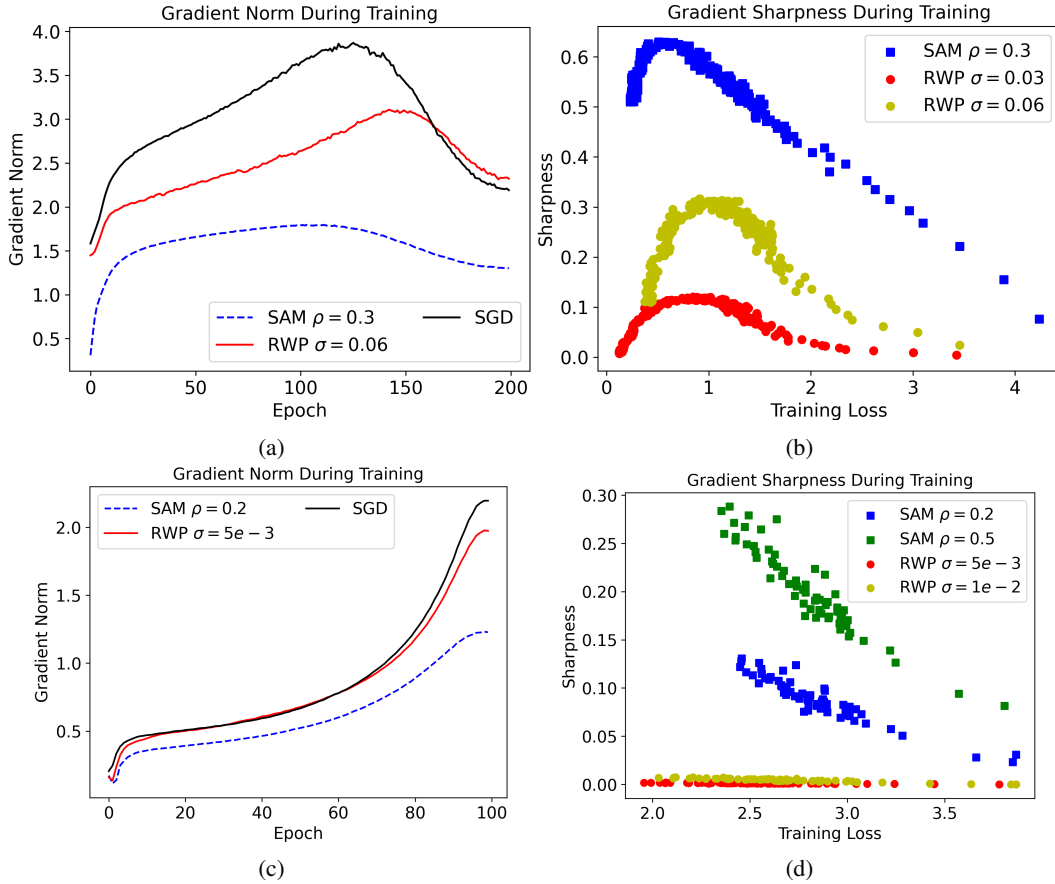 Gradient Norm During Training
4.0
3.5
3.0
2.5
2.0
1.5
1.0
0.5
Gradient Norm
SAM ρ = 0.3
RWP σ = 0.06
SGD
0 50 100 150 200
Epoch
(a)
Gradient Sharpness During Training
0.6
0.5
0.4
0.3
0.2
0.1
0.0
Sharpness
SAM ρ = 0.3
RWP σ = 0.03
RWP σ = 0.06
0 1 2 3 4
Training Loss
(b)
Gradient Norm During Training
2.0
1.5
1.0
0.5
Gradient Norm
SAM ρ = 0.2
RWP σ = 5e − 3
SGD
0 20 40 60 80 100
Epoch
(c)
Gradient Sharpness During Training
0.30
0.25
0.20
0.15
0.10
0.05
0.00
Sharpness
SAM ρ = 0.2
SAM ρ = 0.5
RWP σ = 5e − 3
RWP σ = 1e − 2
2.0 2.5 3.0 3.5
Training Loss
(d)